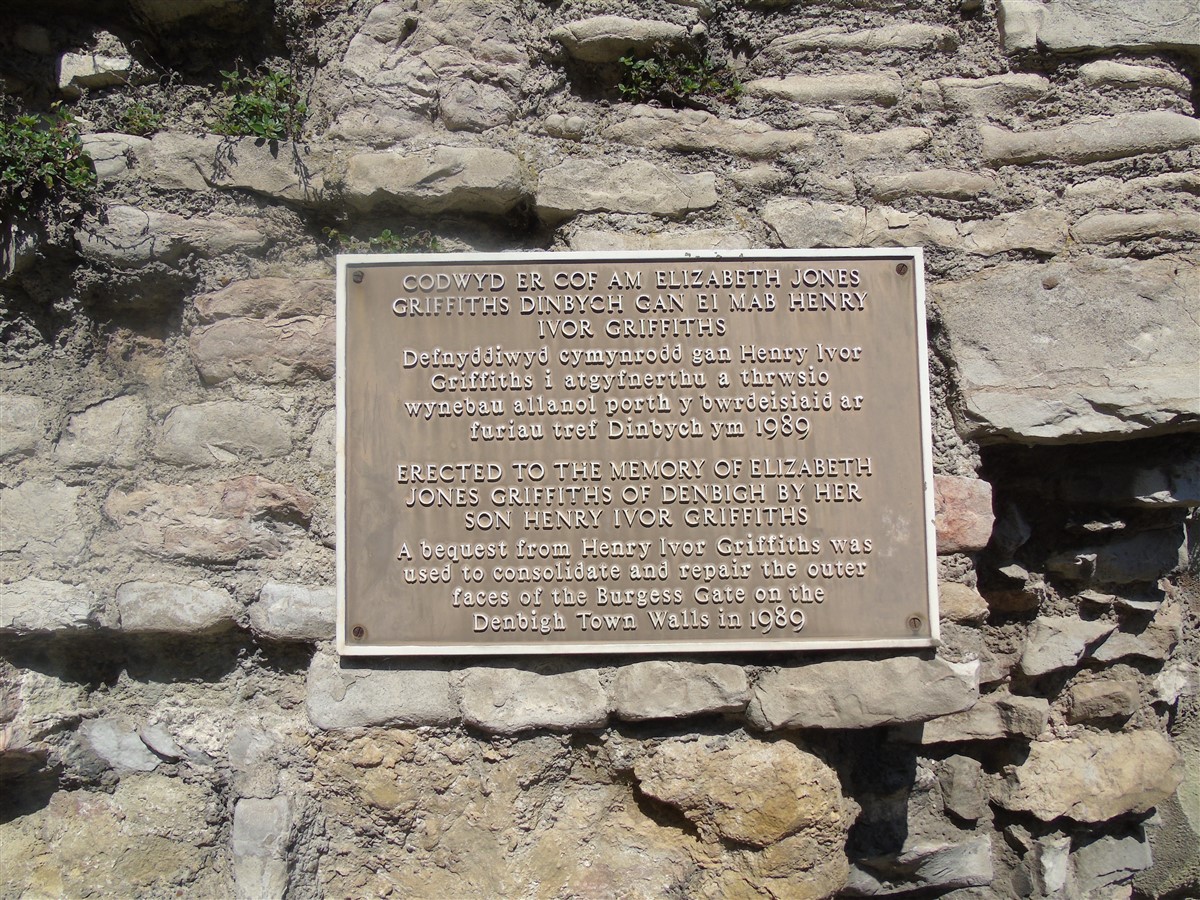 CODWYD ER COF AM ELIZABETH JONES
GRIFFITHS DINBYCH GAN EI MAB HENRY
IVOR GRIFFITHS
Defnyddiwyd cymynrodd gan Henry Ivor
Griffiths i atgyfnerthu a thrwsio
wynebau allanol porth y bwrdeisiaid ar
furiau tref Dinbych ym 1989
ERECTED TO THE MEMORY OF ELIZABETH
JONES GRIFFITHS OF DENBIGH BY HER
SON HENRY IVOR GRIFFITHS
A bequest from Henry Ivor Griffiths was
used to consolidate and repair the outer
faces of the Burgess Gate on the
Denbigh Town Walls in 1989